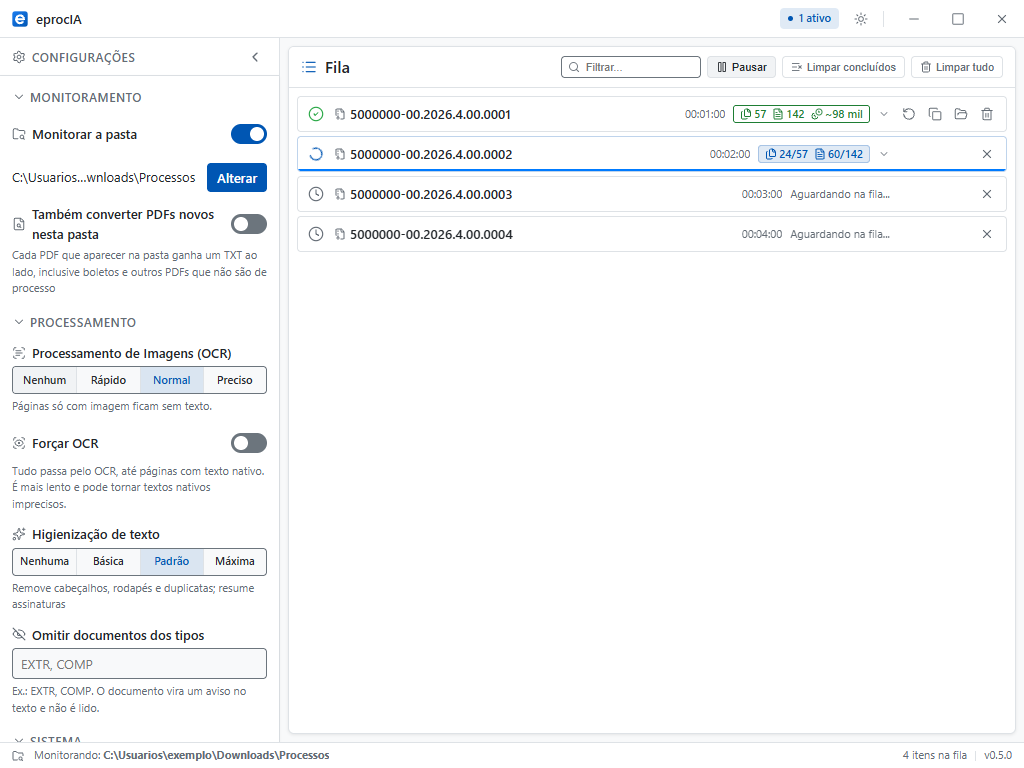 eprocIA
1 ativo
CONFIGURAÇÕES
MONITORAMENTO
Monitorar a pasta
C:\Usuarios...wnloads\Processos
Alterar
Também converter PDFs novos
nesta pasta
Cada PDF que aparecer na pasta ganha um TXT ao
lado, inclusive boletos e outros PDFs que não são de
processo
PROCESSAMENTO
Processamento de Imagens (OCR)
Nenhum Rápido Normal Preciso
Páginas só com imagem ficam sem texto.
Forçar OCR
Tudo passa pelo OCR, até páginas com texto nativo.
É mais lento e pode tornar textos nativos
imprecisos.
Higienização de texto
Nenhuma Básica Padrão Máxima
Remove cabeçalhos, rodapés e duplicatas; resume
assinaturas
Omitir documentos dos tipos
EXTR, COMP
Ex.: EXTR, COMP. O documento vira um aviso no
texto e não é lido.
SISTEMA
Fila
Filtrar...
Pausar
Limpar concluídos
Limpar tudo
5000000-00.2026.4.00.0001 00:01:00 57 142 ~98 mil
5000000-00.2026.4.00.0002 00:02:00 24/57 60/142
5000000-00.2026.4.00.0003 00:03:00 Aguardando na fila...
5000000-00.2026.4.00.0004 00:04:00 Aguardando na fila...
Monitorando: C:\Usuarios\exemplo\Downloads\Processos
4 itens na fila
v0.5.0